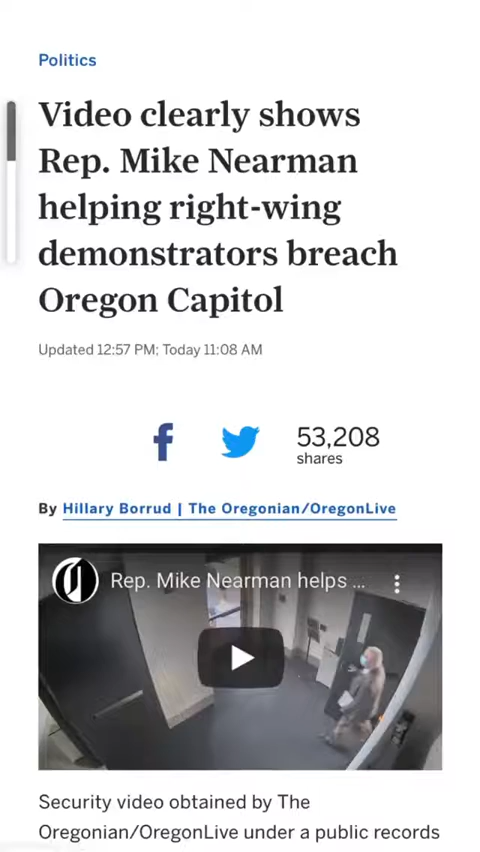 Politics
Video clearly shows
Rep. Mike Nearman
helping right-wing
demonstrators breach
Oregon Capitol
Updated 12:57 PM; Today 11:08 AM
53,208
shares
By Hillary Borrud | The Oregonian/OregonLive
Rep. Mike Nearman helps ...
Security video obtained by The
Oregonian/OregonLive under a public records